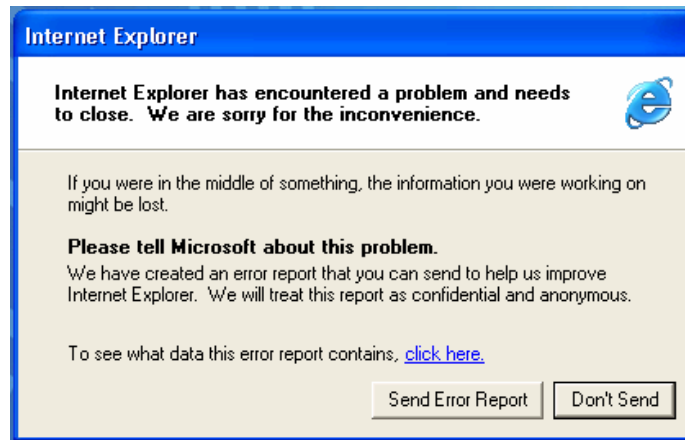 Internet Explorer
Internet Explorer has encountered a problem and needs
to close.  We are sorry for the inconvenience.
If you were in the middle of something, the information you were working on
might be lost.
Please tell Microsoft about this problem.
We have created an error report that you can send to help us improve
Internet Explorer.  We will treat this report as confidential and anonymous.
To see what data this error report contains, click here.
Send Error Report
Don't Send